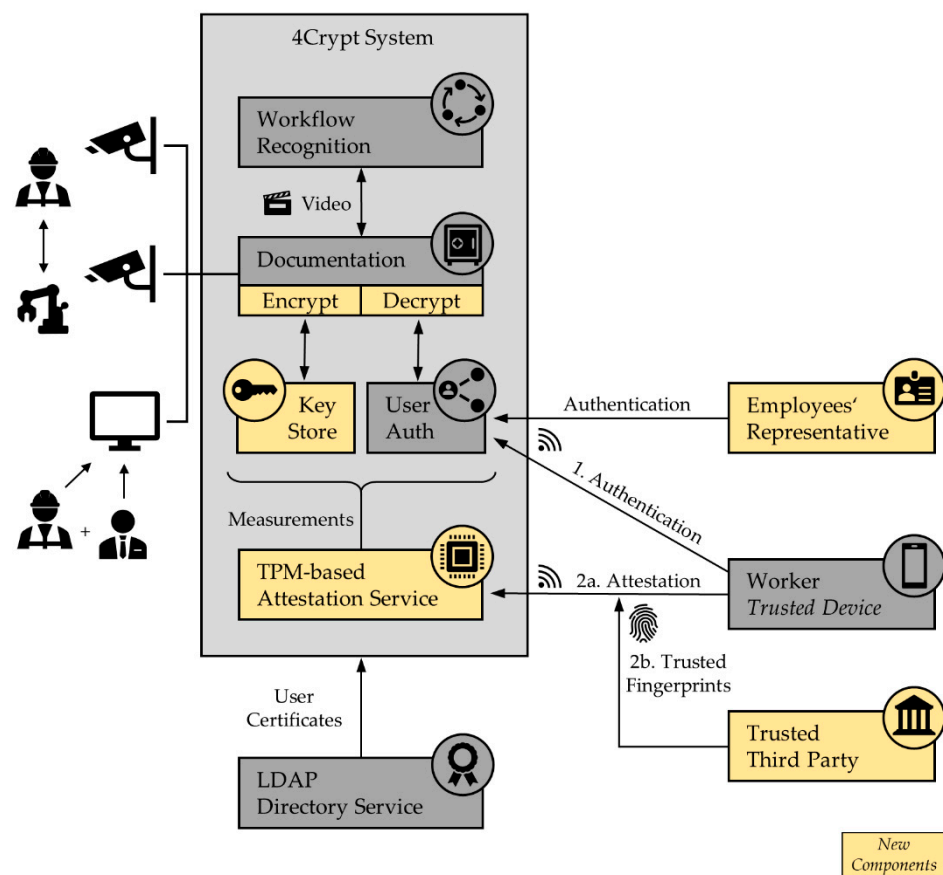 4Crypt System
Workflow
Recognition
Video
Documentation
Encrypt
Decrypt
Key
Store
User
Auth
Authentication
Employees‘
Representative
1. Authentication
Measurements
TPM-based
Attestation Service
2a. Attestation
Worker
Trusted Device
2b. Trusted
Fingerprints
+
User
Certificates
Trusted
Third Party
LDAP
Directory Service
New
Components